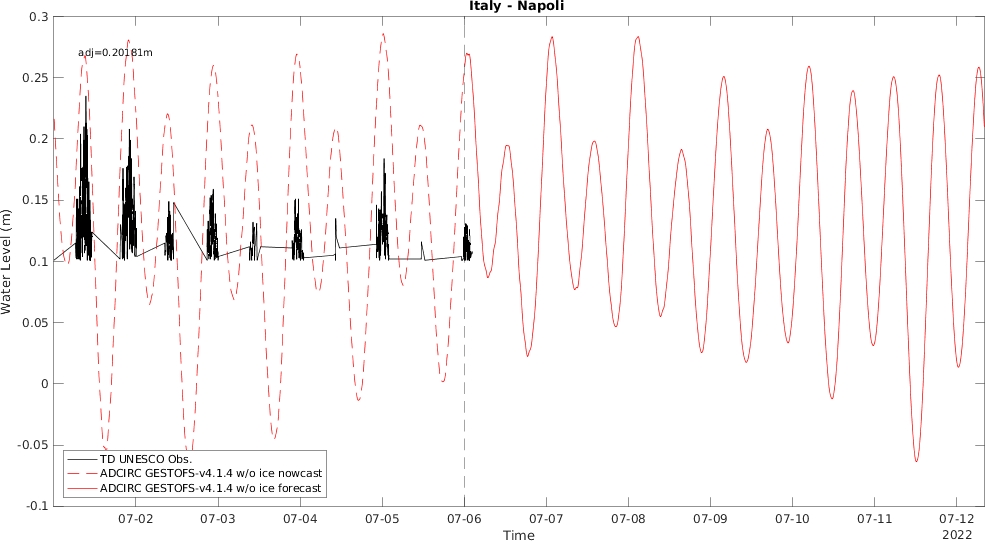 Italy - Napoli
adj=0.20181m
Water Level (m)
0.3
0.25
0.2
0.15
0.1
0.05
0
-0.05
-0.1
TD UNESCO Obs.
ADCIRC GESTOFS-v4.1.4 w/o ice nowcast
ADCIRC GESTOFS-v4.1.4 w/o ice forecast
07-02 07-03 07-04 07-05 07-06 07-07 07-08 07-09 07-10 07-11 07-12
2022
Time